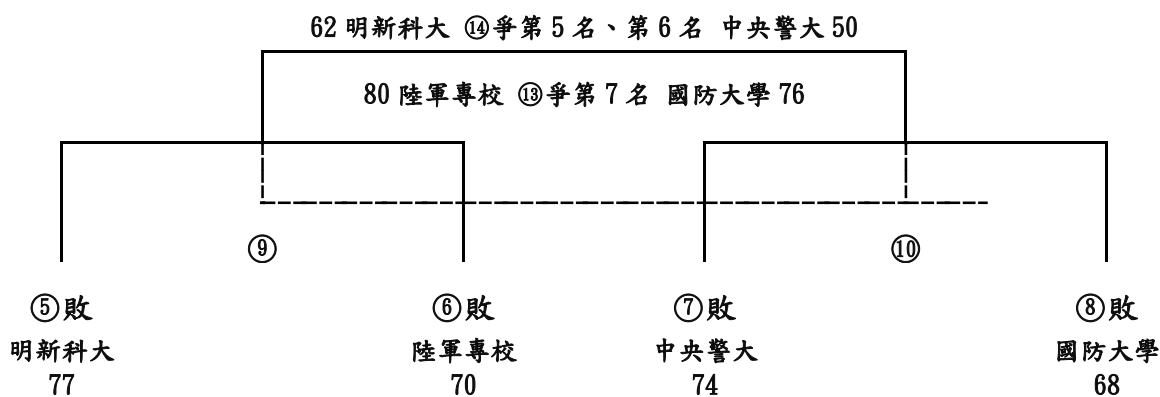 62 明新科大 ⑭爭第 5 名、第 6 名 中央警大 50
80 陸軍專校 ⑬爭第 7 名 國防大學 76
⑨ ⑩
⑤敗 ⑥敗 ⑦敗 ⑧敗
明新科大 陸軍專校 中央警大 國防大學
77 70 74 68